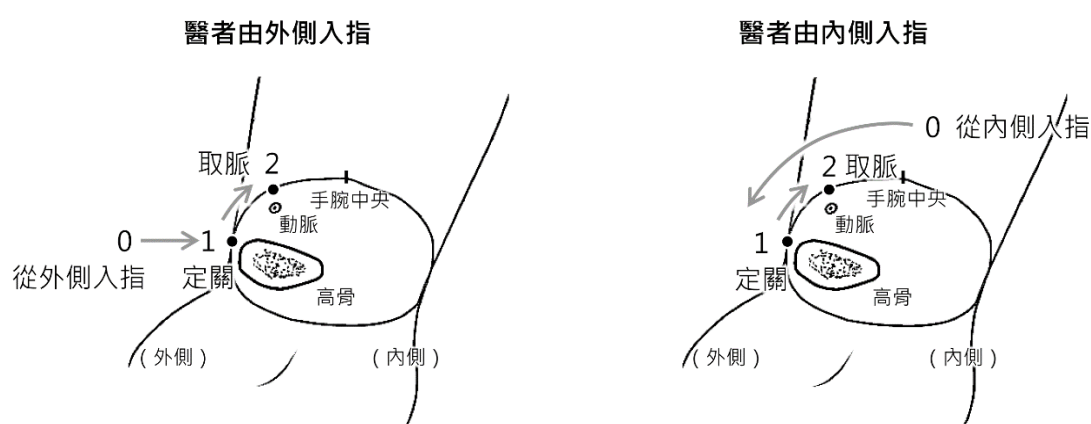 醫者由外側入指
取脈 2
手腕中央
動脈
0
1
從外側入指
定關
高骨
(外側)
(內側)
醫者由內側入指
0 從內側入指
2 取脈
手腕中央
動脈
1
定關
高骨
(外側)
(內側)